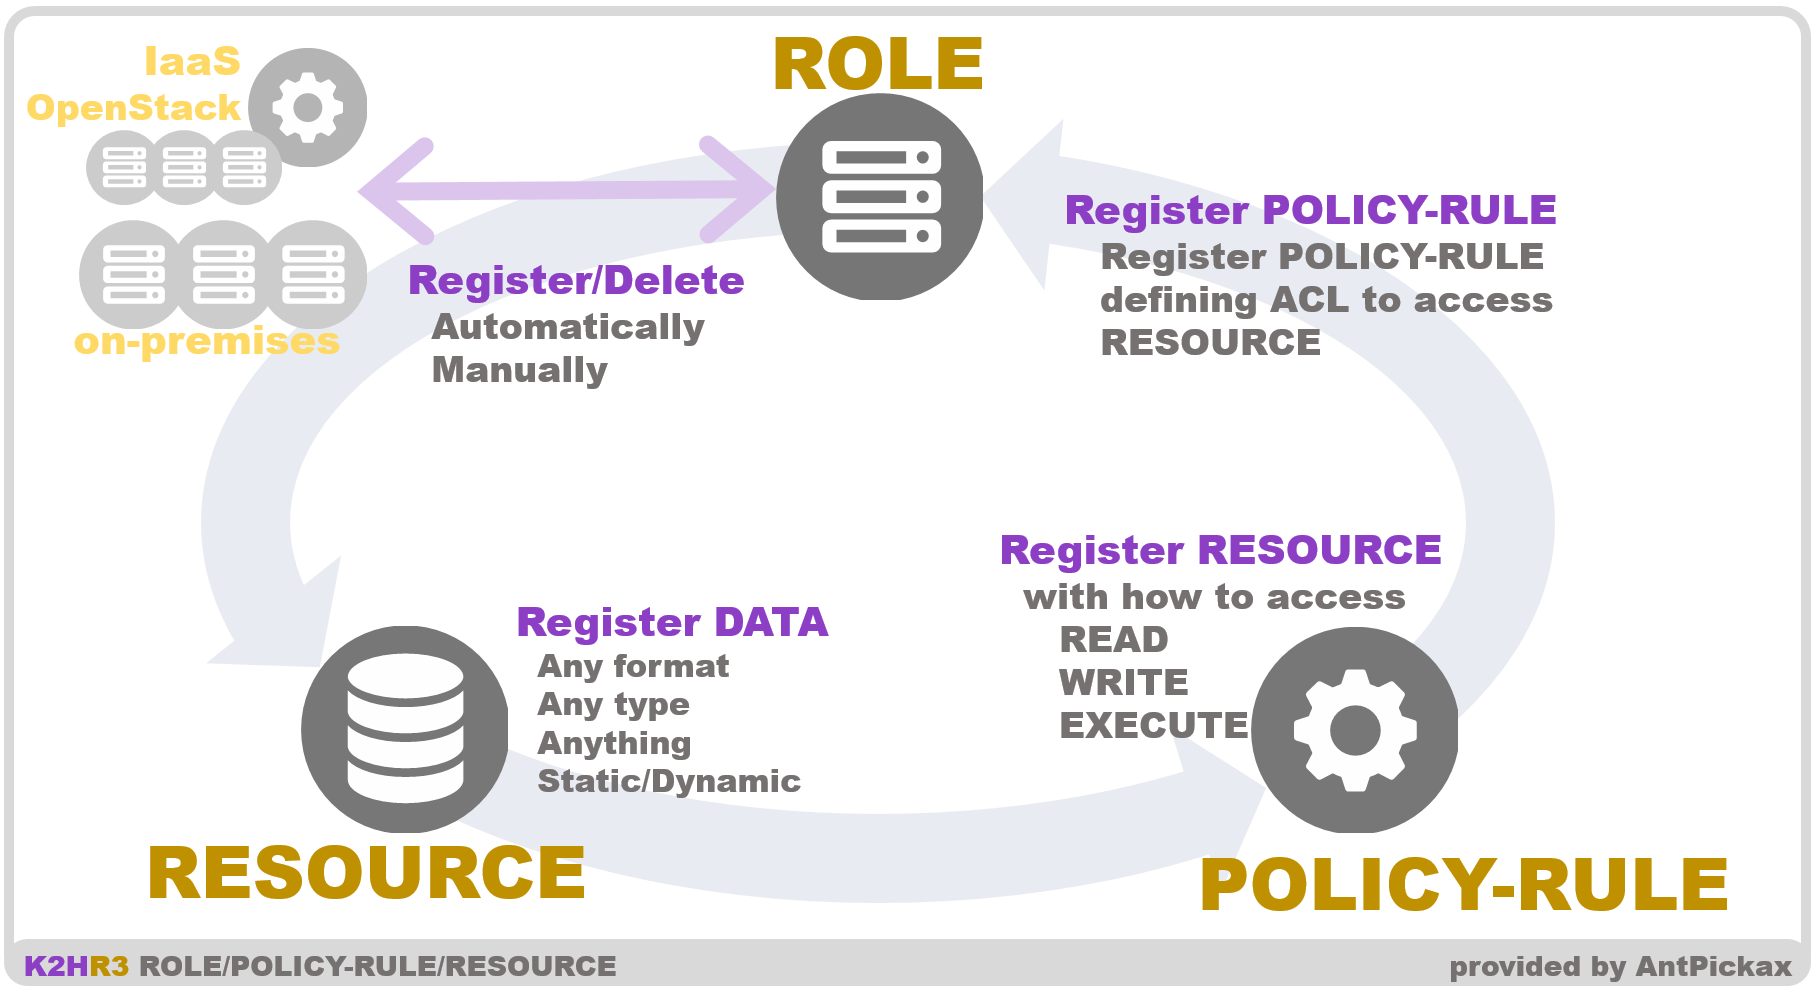 IaaS
OpenStack
on-premises
ROLE
Register/Delete
Automatically
Manually
Register POLICY-RULE
Register POLICY-RULE
defining ACL to access
RESOURCE
Register DATA
Any format
Any type
Anything
Static/Dynamic
RESOURCE
Register RESOURCE
with how to access
READ
WRITE
EXECUTE
POLICY-RULE
K2HR3 ROLE/POLICY-RULE/RESOURCE
provided by AntPickax